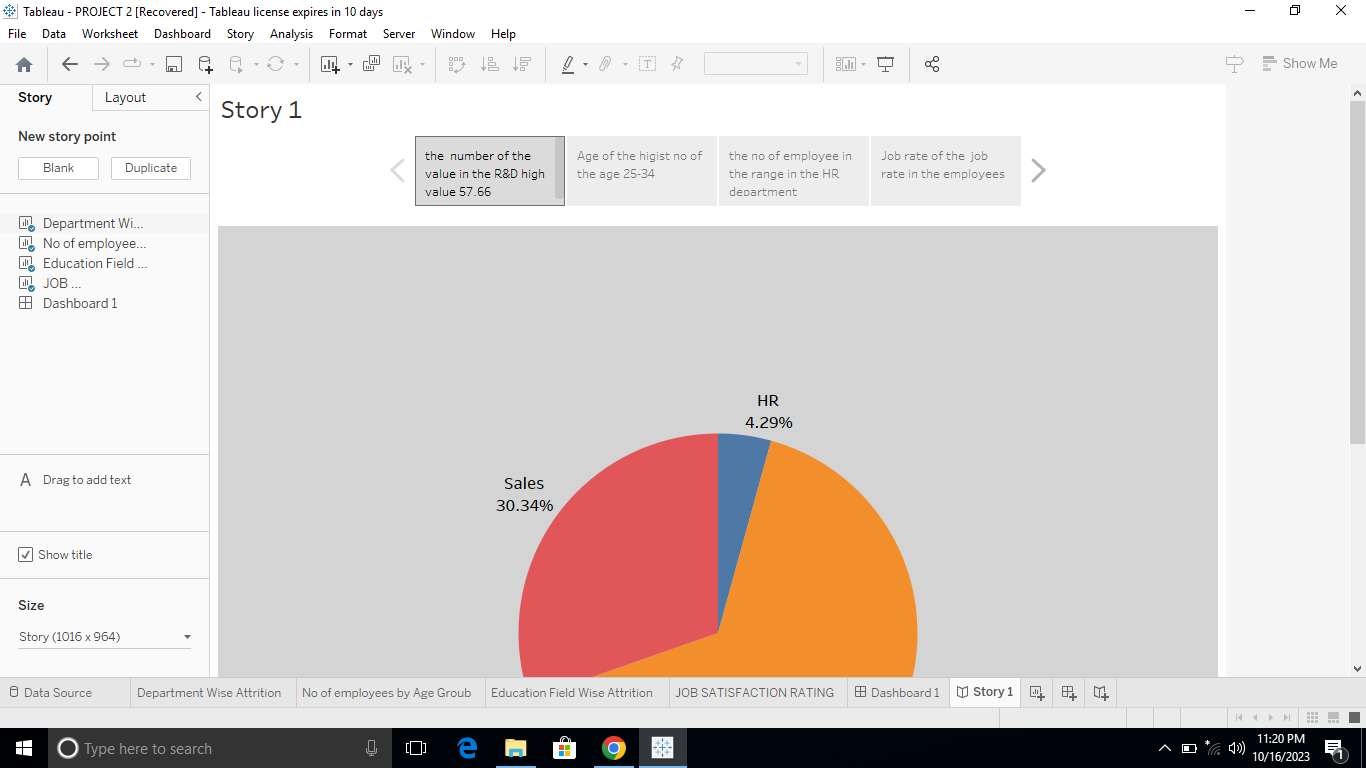 Tableau - PROJECT 2 [Recovered] - Tableau license expires in 10 days
File Data Worksheet Dashboard Story Analysis Format Server Window Help
Show Me
Story Layout
New story point
Blank Duplicate
Department Wi...
No of employee...
Education Field ...
JOB ...
Dashboard 1
A Drag to add text
Show title
Size
Story (1016 x 964)
Story 1
the number of the
value in the R&D high
value 57.66
Age of the higist no of
the age 25-34
the no of employee in
the range in the HR
department
Job rate of the job
rate in the employees
HR
4.29%
Sales
30.34%
Data Source Department Wise Attrition No of employees by Age Groub Education Field Wise Attrition JOB SATISFACTION RATING Dashboard 1 Story 1
Type here to search
11:20 PM
10/16/2023
1